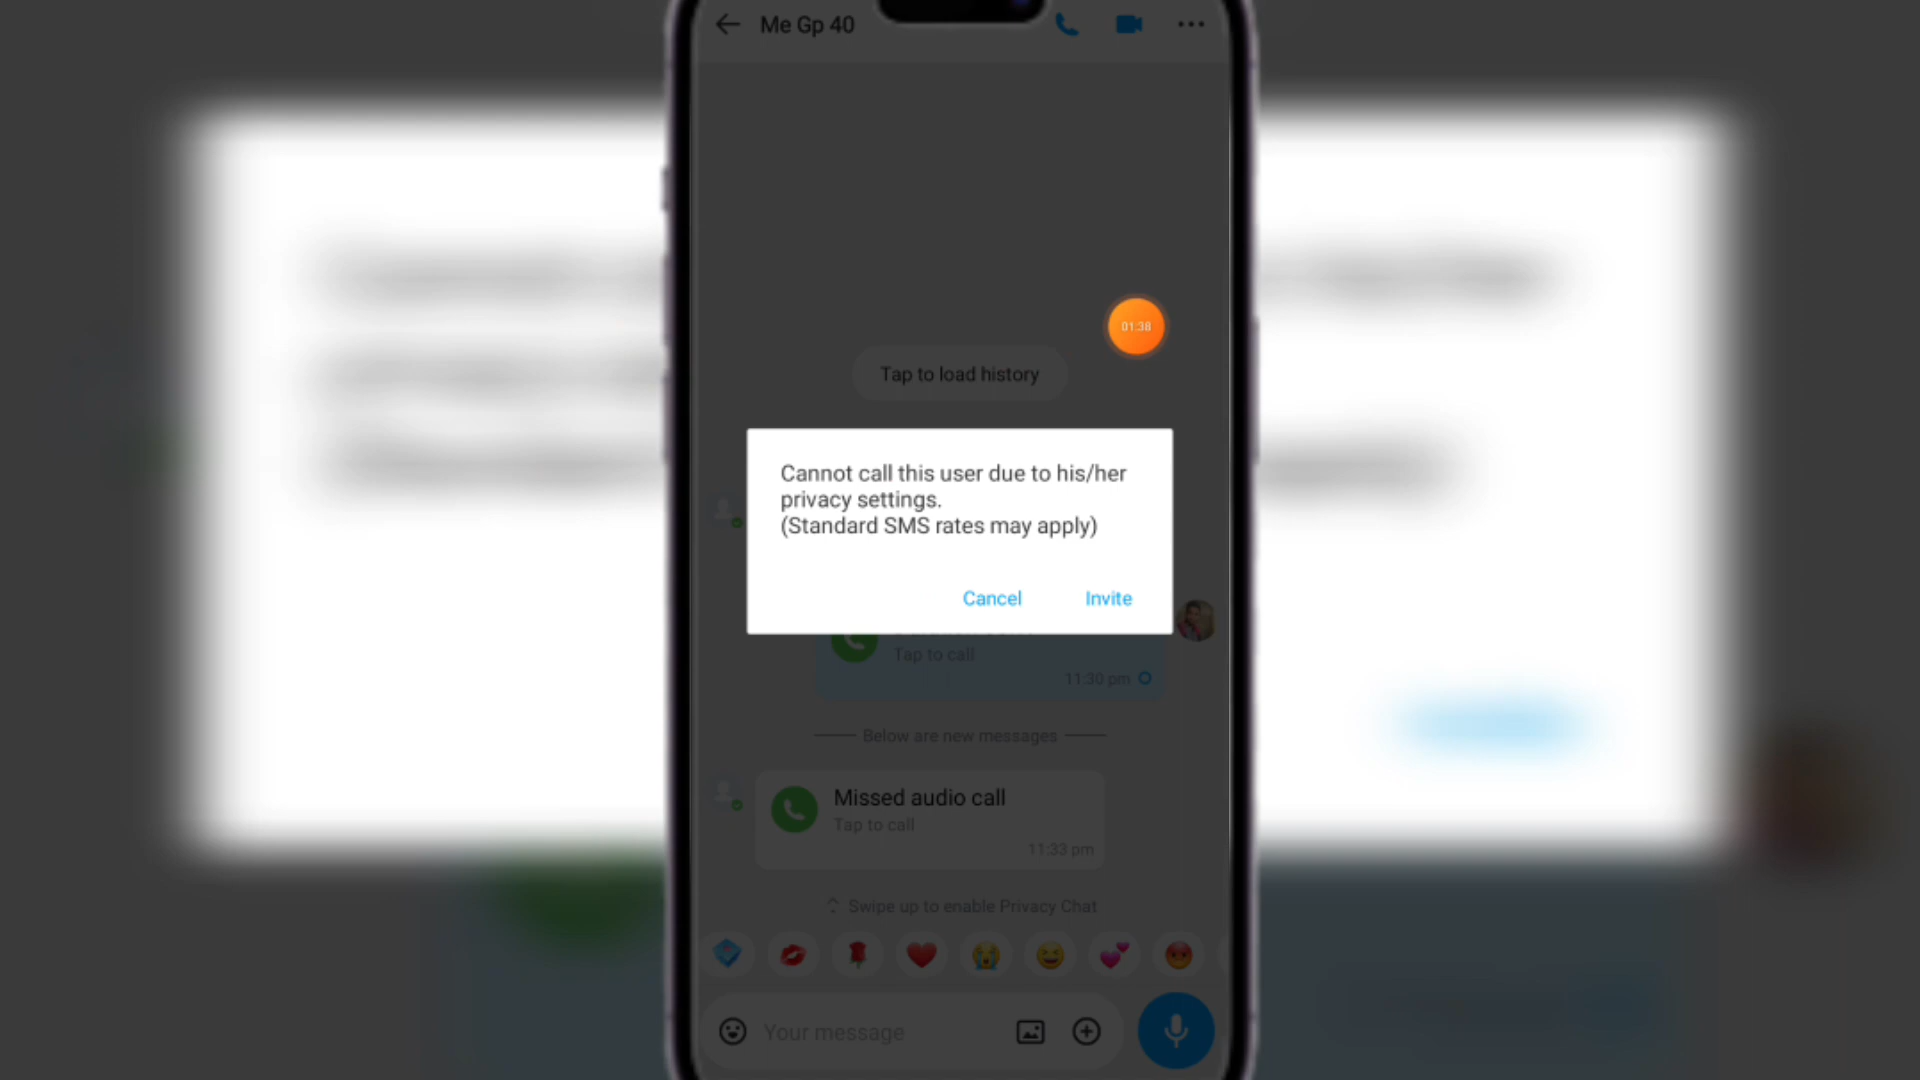 Me Gp 40
01:38
Tap to load history
Cannot call this user due to his/her
privacy settings.
(Standard SMS rates may apply)
Cancel Invite
Tap to call
11:30 pm
Below are new messages
Missed audio call
Tap to call
11:33 pm
Swipe up to enable Privacy Chat
Your message